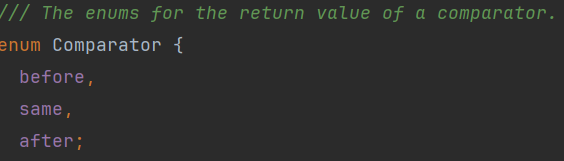 /// The enums for the return value of a comparator.
enum Comparator {
before,
same,
after;